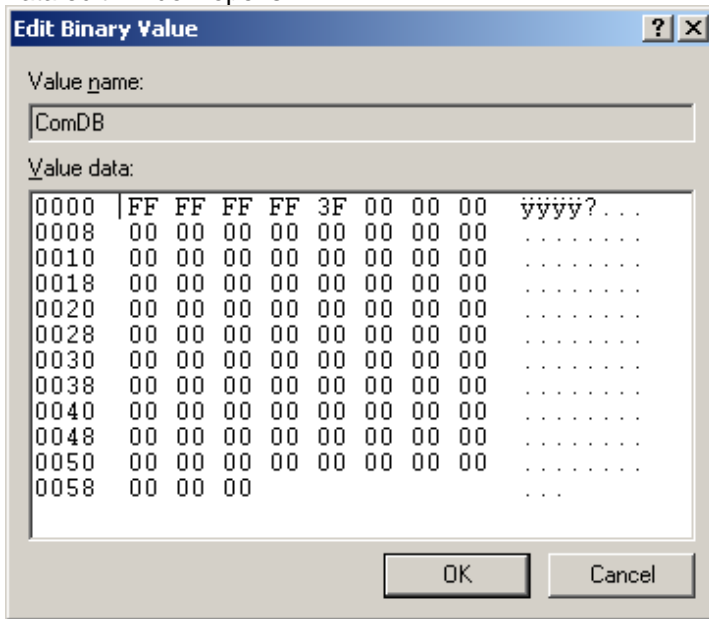 Edit Binary Value
Value name:
ComDB
Value data:
0000 FF FF FF FF 3F 00 00 00 ÿÿÿÿ?...
0008 00 00 00 00 00 00 00 00 ........
0010 00 00 00 00 00 00 00 00 ........
0018 00 00 00 00 00 00 00 00 ........
0020 00 00 00 00 00 00 00 00 ........
0028 00 00 00 00 00 00 00 00 ........
0030 00 00 00 00 00 00 00 00 ........
0038 00 00 00 00 00 00 00 00 ........
0040 00 00 00 00 00 00 00 00 ........
0048 00 00 00 00 00 00 00 00 ........
0050 00 00 00 00 00 00 00 00 ........
0058 00 00 00 ...
OK Cancel